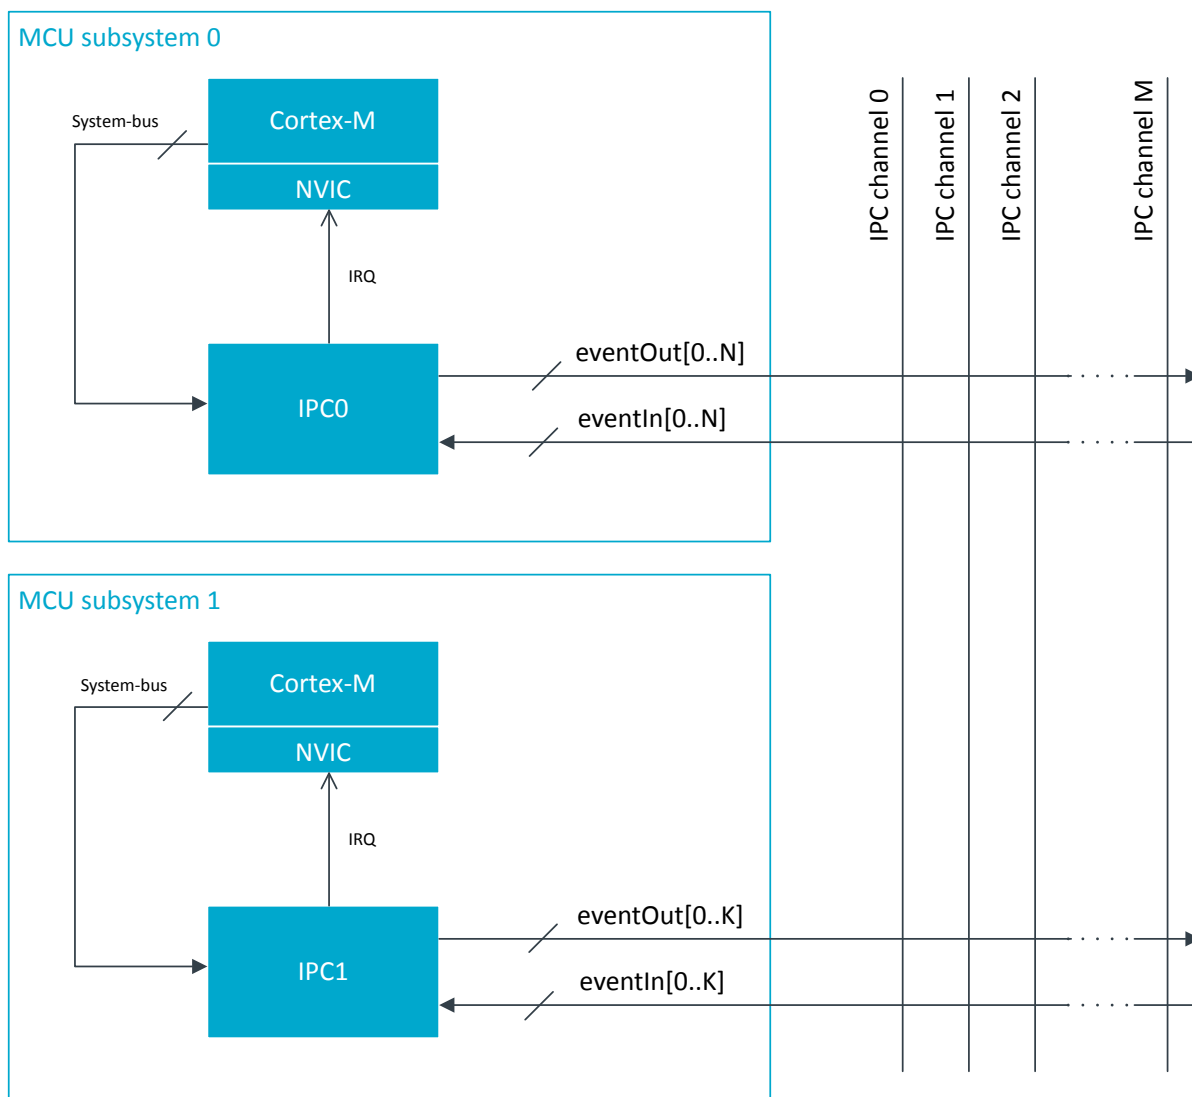 MCU subsystem 0
System-bus
Cortex-M
NVIC
IRQ
IPC0
eventOut[0..N]
eventIn[0..N]
IPC channel 0
IPC channel 1
IPC channel 2
IPC channel M
MCU subsystem 1
System-bus
Cortex-M
NVIC
IRQ
IPC1
eventOut[0..K]
eventIn[0..K]